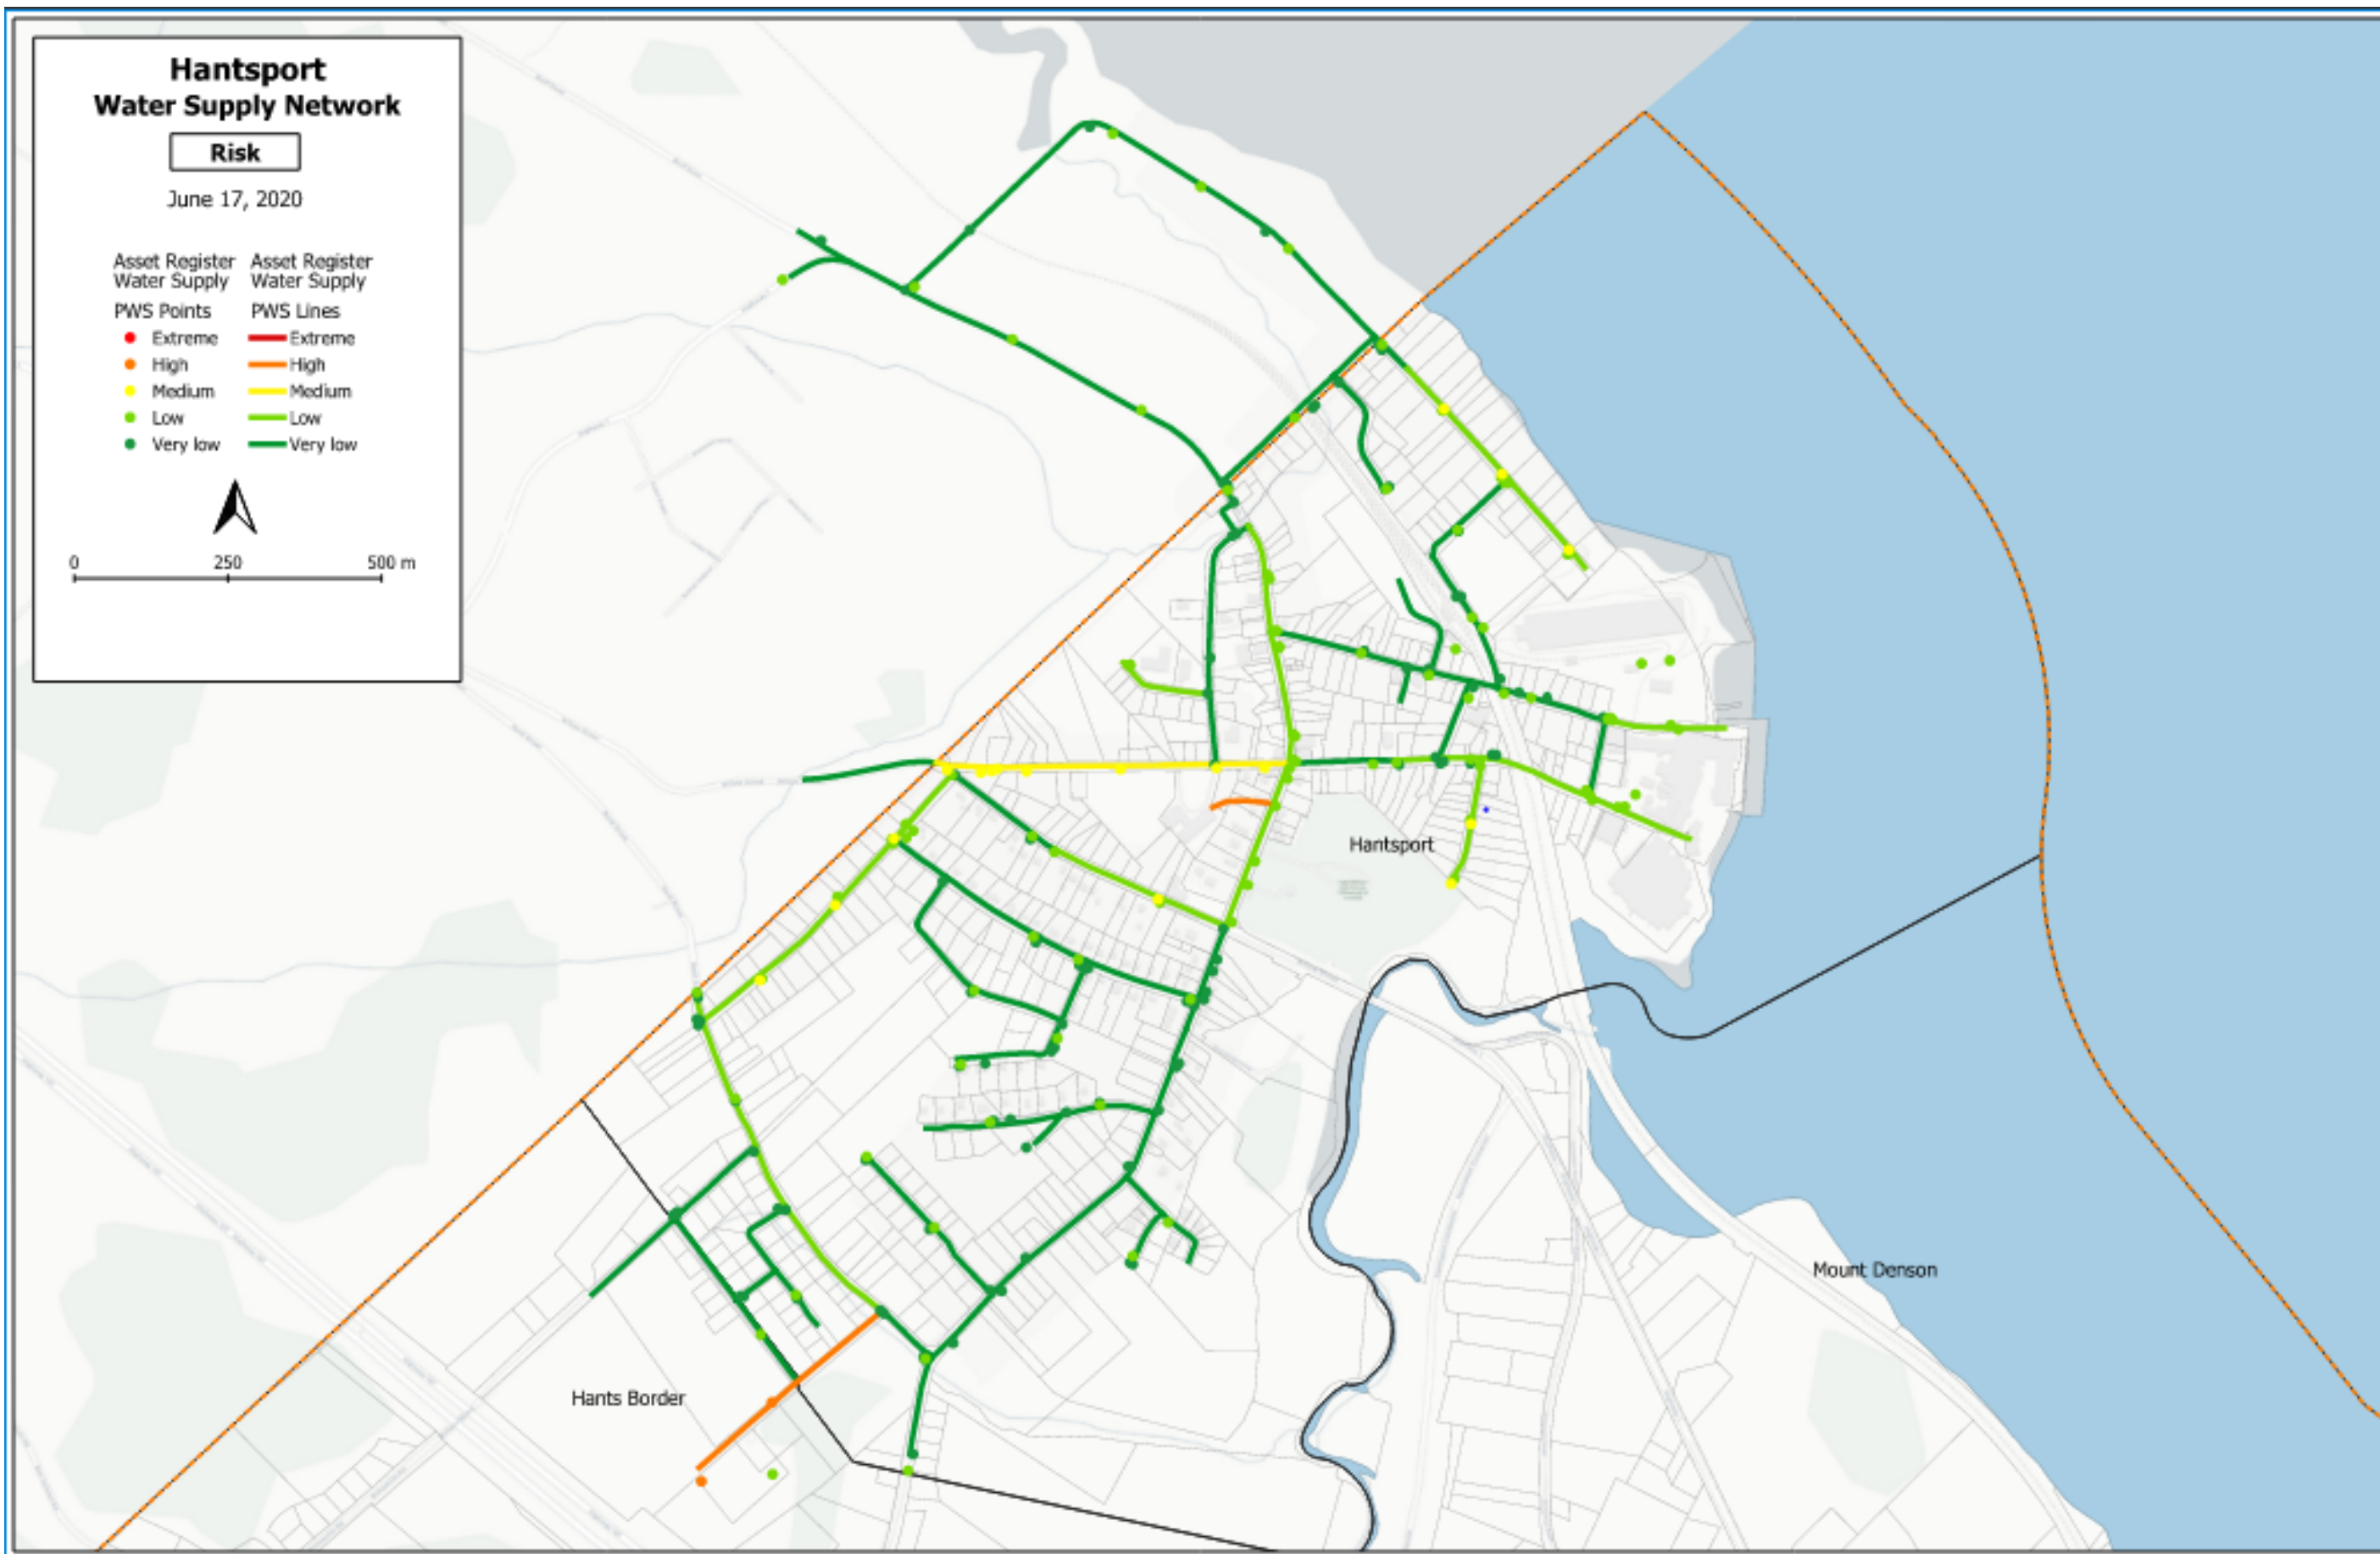 Hantsport
Water Supply Network
Risk
June 17, 2020
Asset Register Asset Register
Water Supply Water Supply
PWS Points PWS Lines
Extreme Extreme
High High
Medium Medium
Low Low
Very low Very low
0 250 500 m
Hantsport
Mount Denson
Hants Border